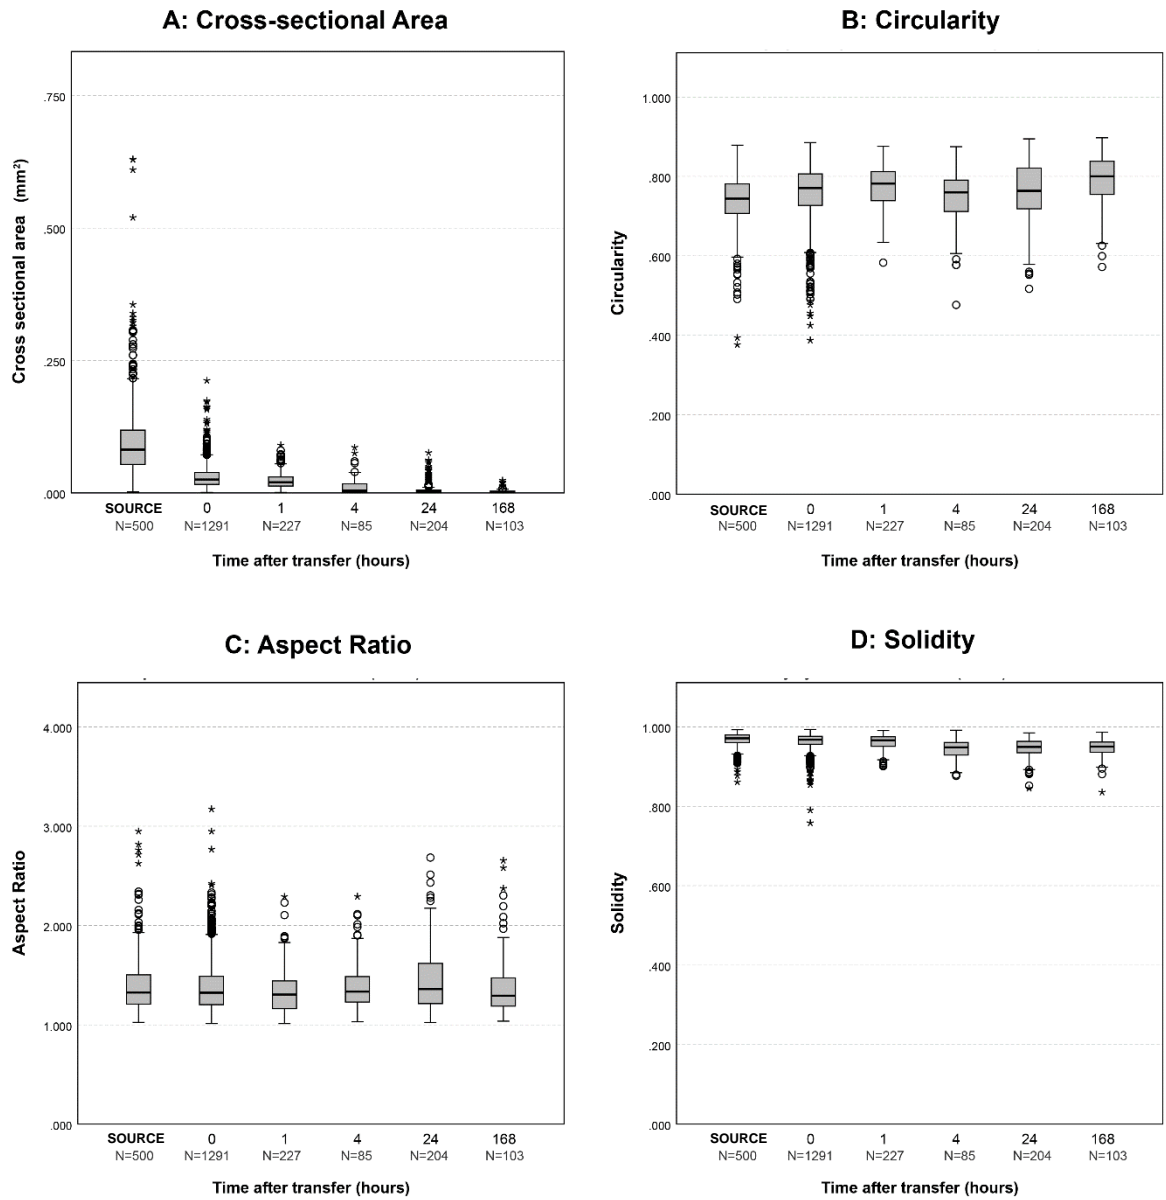 A: Cross-sectional Area
.750
.500
.250
.000
Cross sectional area (mm²)
SOURCE 0 1 4 24 168
N=500 N=1291 N=227 N=85 N=204 N=103
Time after transfer (hours)
B: Circularity
1.000
.800
.600
.400
.200
.000
Circularity
SOURCE 0 1 4 24 168
N=500 N=1291 N=227 N=85 N=204 N=103
Time after transfer (hours)
C: Aspect Ratio
4.000
3.000
2.000
1.000
.000
Aspect Ratio
SOURCE 0 1 4 24 168
N=500 N=1291 N=227 N=85 N=204 N=103
Time after transfer (hours)
D: Solidity
1.000
.800
.600
.400
.200
.000
Solidity
SOURCE 0 1 4 24 168
N=500 N=1291 N=227 N=85 N=204 N=103
Time after transfer (hours)